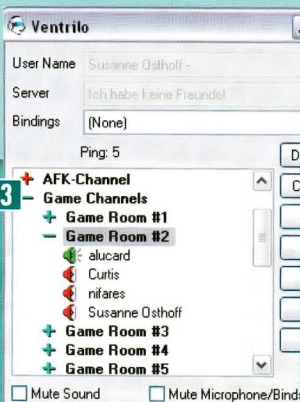 Ventrilo
User Name Susanne Osthoff -
Server Ich habe keine Freunde!
Bindings (None)
Ping: 5
D
3
+ AFK-Channel
C
− Game Channels
+ Game Room #1
− Game Room #2
alucard
Curtis
nifares
Susanne Osthoff
+ Game Room #3
+ Game Room #4
+ Game Room #5
Mute Sound Mute Microphone/Binds